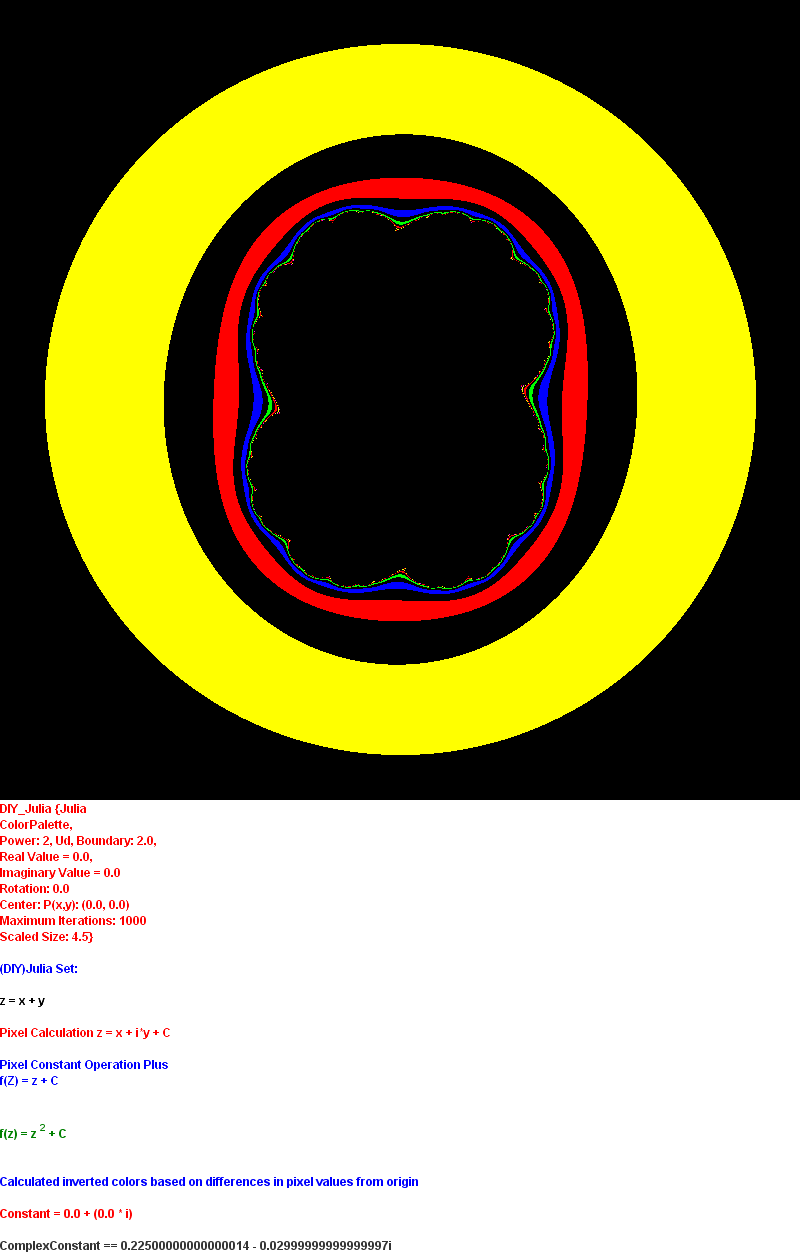 DIY_Julia {Julia
ColorPalette,
Power: 2, Ud, Boundary: 2.0,
Real Value = 0.0,
Imaginary Value = 0.0
Rotation: 0.0
Center: P(x,y): (0.0, 0.0)
Maximum Iterations: 1000
Scaled Size: 4.5}
(DIY)Julia Set:
z = x + y
Pixel Calculation z = x + i*y + C
Pixel Constant Operation Plus
f(Z) = z + C
f(z) = z 2 + C
Calculated inverted colors based on differences in pixel values from origin
Constant = 0.0 + (0.0 * i)
ComplexConstant == 0.22500000000000014 - 0.02999999999999997i